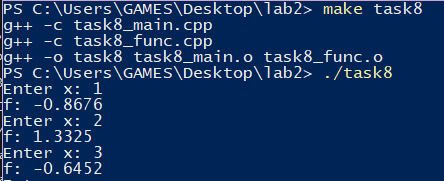 PS C:\Users\GAMES\Desktop\lab2> make task8
g++ -c task8_main.cpp
g++ -c task8_func.cpp
g++ -o task8 task8_main.o task8_func.o
PS C:\Users\GAMES\Desktop\lab2> ./task8
Enter x: 1
f: -0.8676
Enter x: 2
f: 1.3325
Enter x: 3
f: -0.6452